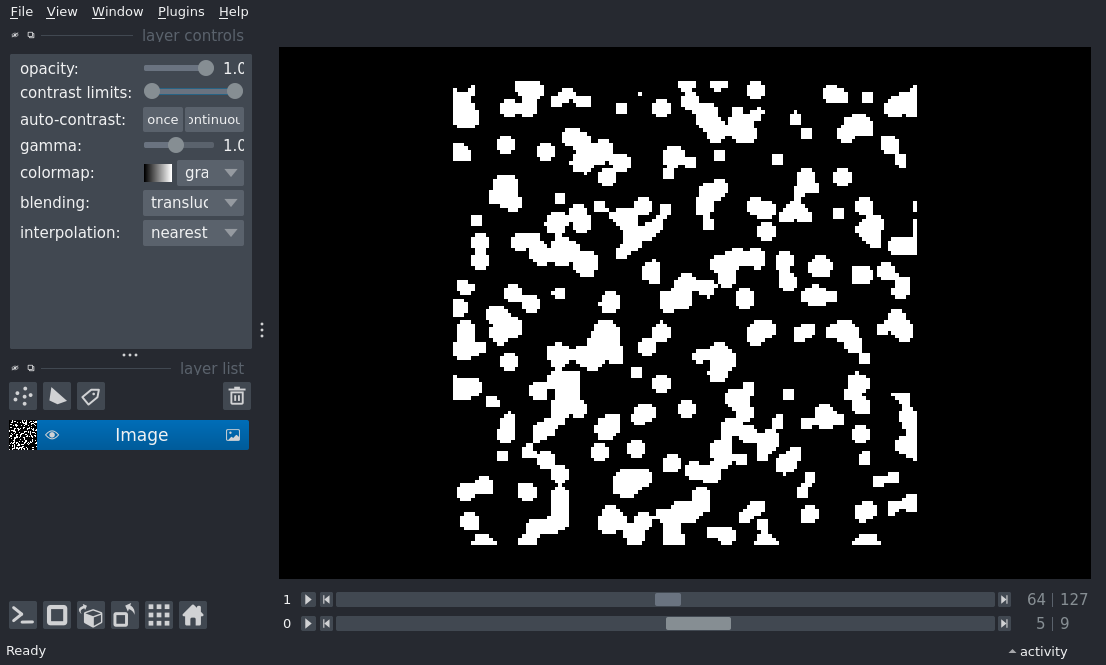 File View Window Plugins Help
layer controls
opacity: 1.0
contrast limits:
auto-contrast: once ontinuou
gamma: 1.0
colormap: gra
blending: transluc
interpolation: nearest
layer list
Image
1 64 | 127
0 5 | 9
Ready activity